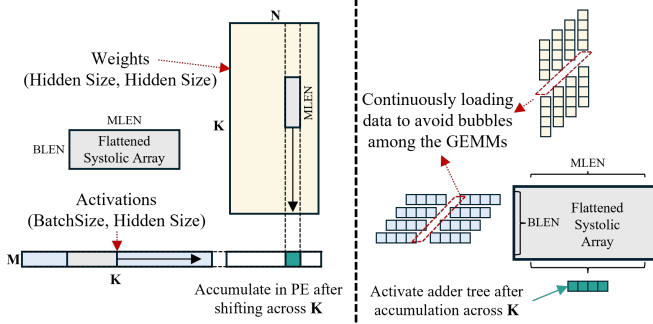 N
Weights
(Hidden Size, Hidden Size)
MLEN
K
MLEN
BLEN
Flattened
Systolic Array
Activations
(BatchSize, Hidden Size)
M
K
Accumulate in PE after
shifting across K
Continuously loading
data to avoid bubbles
among the GEMMs
MLEN
BLEN
Flattened
Systolic
Array
Activate adder tree after
accumulation across K